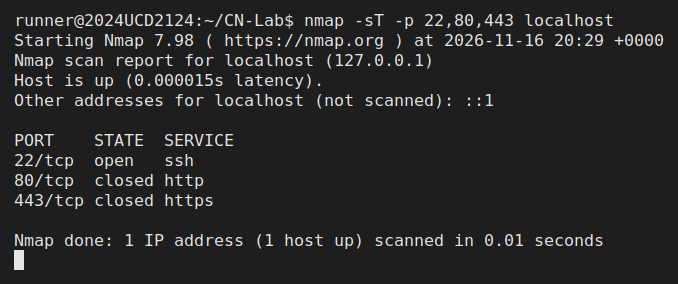 runner@2024UCD2124:~/CN-Lab$ nmap -sT -p 22,80,443 localhost
Starting Nmap 7.98 ( https://nmap.org ) at 2026-11-16 20:29 +0000
Nmap scan report for localhost (127.0.0.1)
Host is up (0.000015s latency).
Other addresses for localhost (not scanned): ::1

PORT    STATE  SERVICE
22/tcp  open   ssh
80/tcp  closed http
443/tcp closed https

Nmap done: 1 IP address (1 host up) scanned in 0.01 seconds